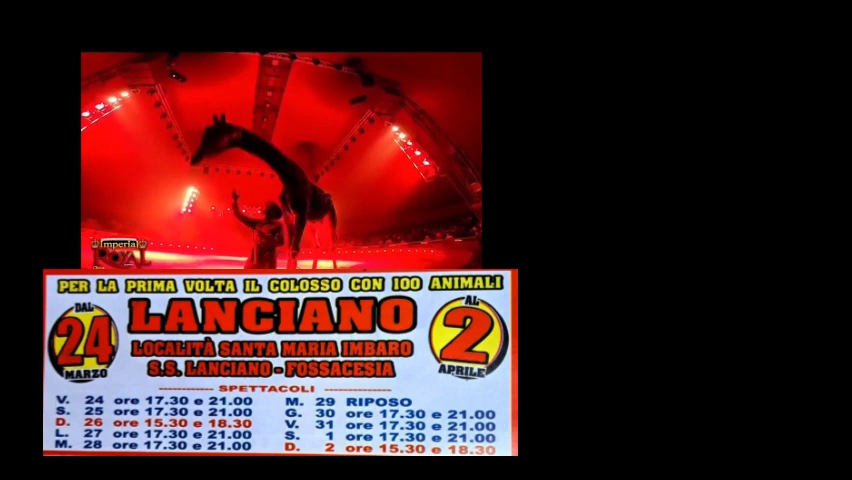 Imperial
ROYAL
PER LA PRIMA VOLTA IL COLOSSO CON 100 ANIMALI
DAL 24 MARZO
LANCIANO
AL 2 APRILE
LOCALITÀ SANTA MARIA IMBARO
S.S. LANCIANO - FOSSACESIA
SPETTACOLI
V. 24 ore 17.30 e 21.00
S. 25 ore 17.30 e 21.00
D. 26 ore 15.30 e 18.30
L. 27 ore 17.30 e 21.00
M. 28 ore 17.30 e 21.00
M. 29 RIPOSO
G. 30 ore 17.30 e 21.00
V. 31 ore 17.30 e 21.00
S. 1 ore 17.30 e 21.00
D. 2 ore 15.30 e 18.30